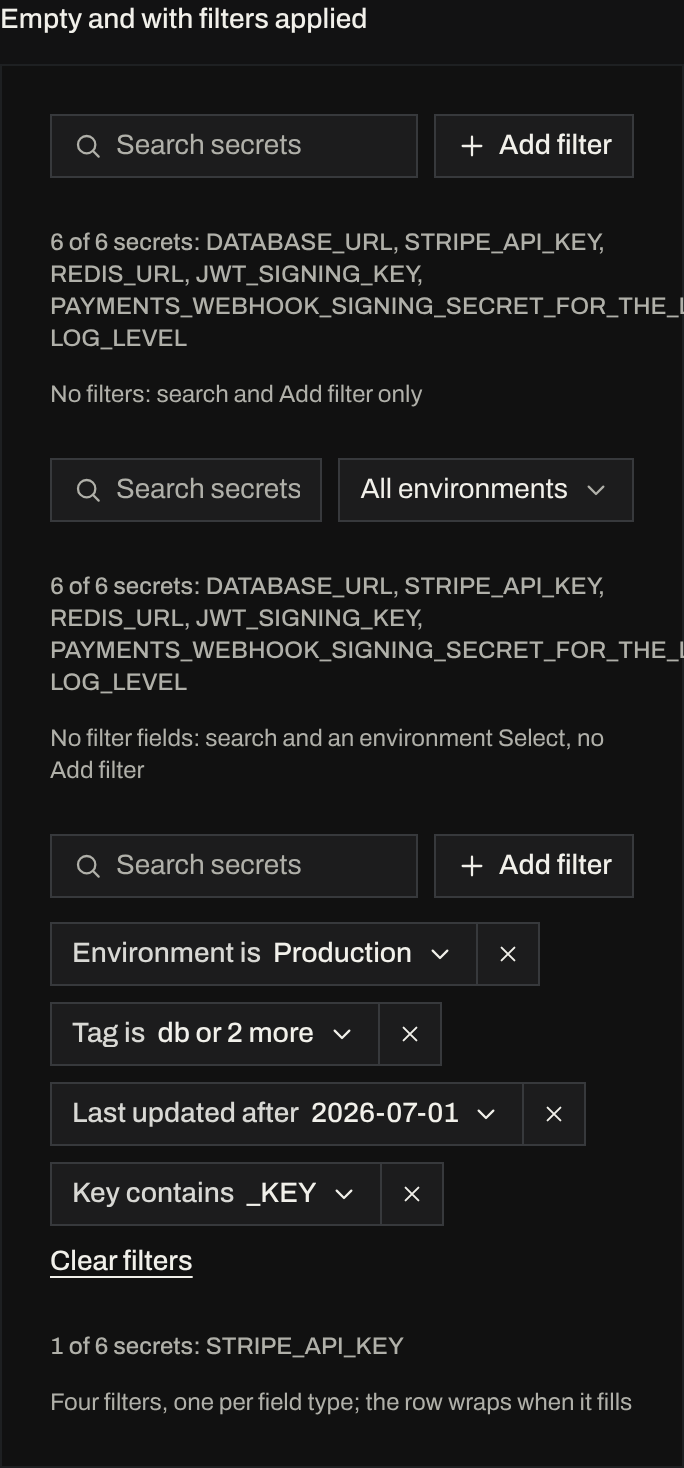 Empty and with filters applied
Search secrets
Add filter
6 of 6 secrets: DATABASE_URL, STRIPE_API_KEY,
REDIS_URL, JWT_SIGNING_KEY,
PAYMENTS_WEBHOOK_SIGNING_SECRET_FOR_THE_
LOG_LEVEL
No filters: search and Add filter only
Search secrets
All environments
6 of 6 secrets: DATABASE_URL, STRIPE_API_KEY,
REDIS_URL, JWT_SIGNING_KEY,
PAYMENTS_WEBHOOK_SIGNING_SECRET_FOR_THE_
LOG_LEVEL
No filter fields: search and an environment Select, no
Add filter
Search secrets
Add filter
Environment is Production
Tag is db or 2 more
Last updated after 2026-07-01
Key contains _KEY
Clear filters
1 of 6 secrets: STRIPE_API_KEY
Four filters, one per field type; the row wraps when it fills